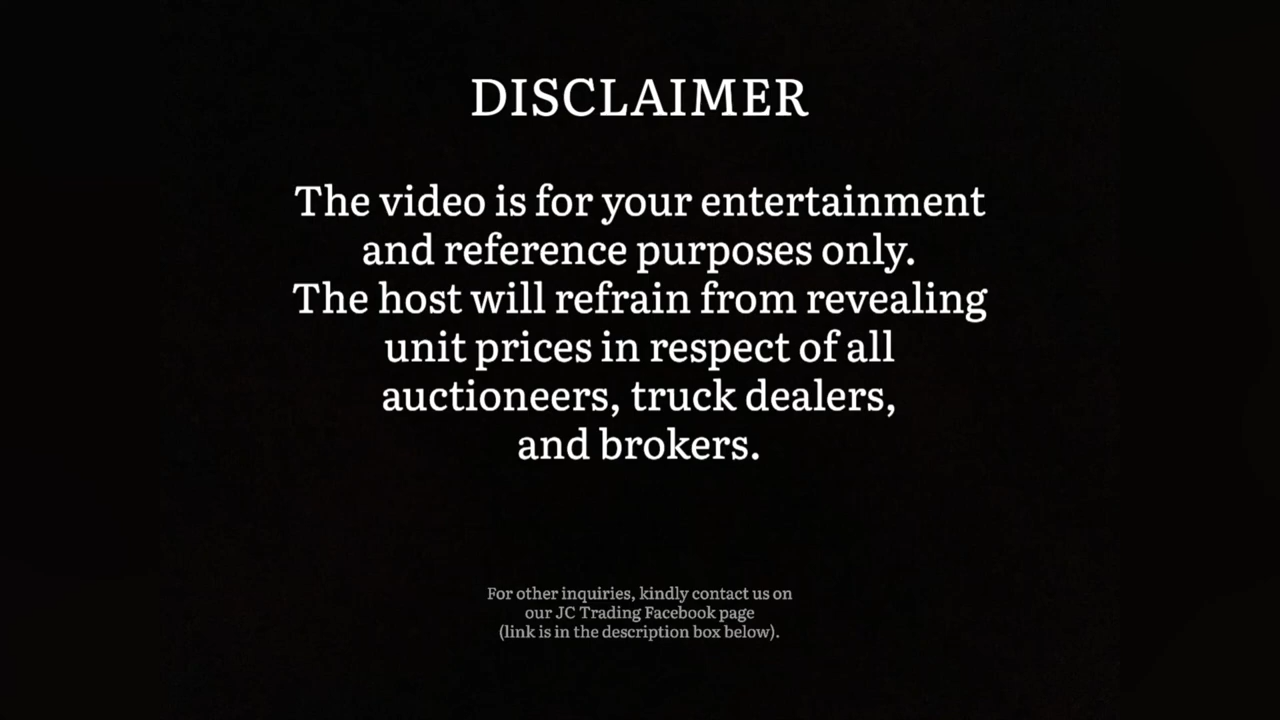 DISCLAIMER
The video is for your entertainment
and reference purposes only.
The host will refrain from revealing
unit prices in respect of all
auctioneers, truck dealers,
and brokers.
For other inquiries, kindly contact us on
our JC Trading Facebook page
(link is in the description box below).